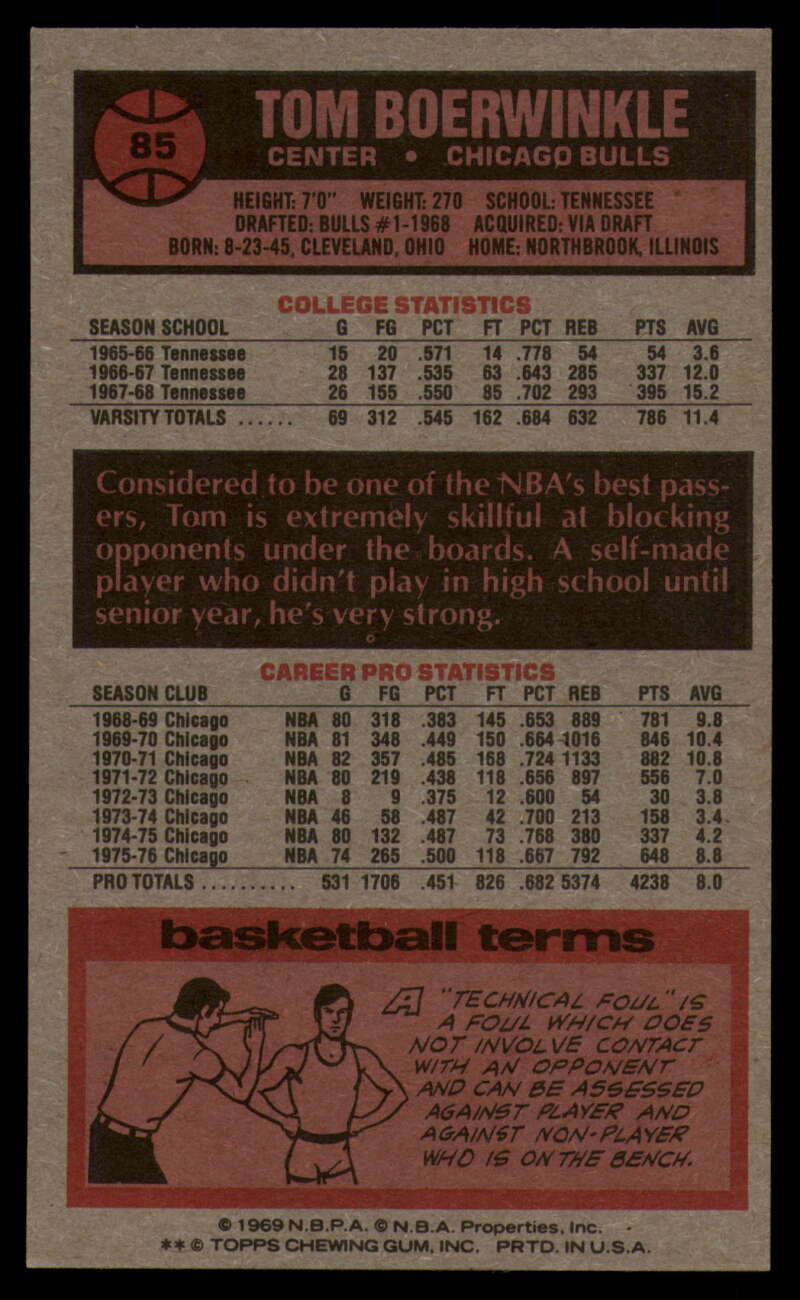 85
TOM BOERWINKLE
CENTER • CHICAGO BULLS
HEIGHT: 7'0" WEIGHT: 270 SCHOOL: TENNESSEE
DRAFTED: BULLS #1-1968 ACQUIRED: VIA DRAFT
BORN: 8-23-45, CLEVELAND, OHIO HOME: NORTHBROOK, ILLINOIS
COLLEGE STATISTICS
SEASON SCHOOL G FG PCT FT PCT REB PTS AVG
1965-66 Tennessee 15 20 .571 14 .778 54 54 3.6
1966-67 Tennessee 28 137 .535 63 .643 285 337 12.0
1967-68 Tennessee 26 155 .550 85 .702 293 395 15.2
VARSITY TOTALS ...... 69 312 .545 162 .684 632 786 11.4
Considered to be one of the NBA's best pass-
ers, Tom is extremely skillful at blocking
opponents under the boards. A self-made
player who didn't play in high school until
senior year, he's very strong.
CAREER PRO STATISTICS
SEASON CLUB G FG PCT FT PCT REB PTS AVG
1968-69 Chicago NBA 80 318 .383 145 .653 889 781 9.8
1969-70 Chicago NBA 81 348 .449 150 .664 1016 846 10.4
1970-71 Chicago NBA 82 357 .485 168 .724 1133 882 10.8
1971-72 Chicago NBA 80 219 .438 118 .656 897 556 7.0
1972-73 Chicago NBA 8 9 .375 12 .600 54 30 3.8
1973-74 Chicago NBA 46 58 .487 42 .700 213 158 3.4
1974-75 Chicago NBA 80 132 .487 73 .768 380 337 4.2
1975-76 Chicago NBA 74 265 .500 118 .667 792 648 8.8
PRO TOTALS .......... 531 1706 .451 826 .682 5374 4238 8.0
basketball terms
A "TECHNICAL FOUL" IS
A FOUL WHICH DOES
NOT INVOLVE CONTACT
WITH AN OPPONENT
AND CAN BE ASSESSED
AGAINST PLAYER AND
AGAINST NON-PLAYER
WHO IS ON THE BENCH.
© 1969 N.B.P.A. © N.B.A. Properties, Inc.
** © TOPPS CHEWING GUM, INC. PRTD. IN U.S.A.